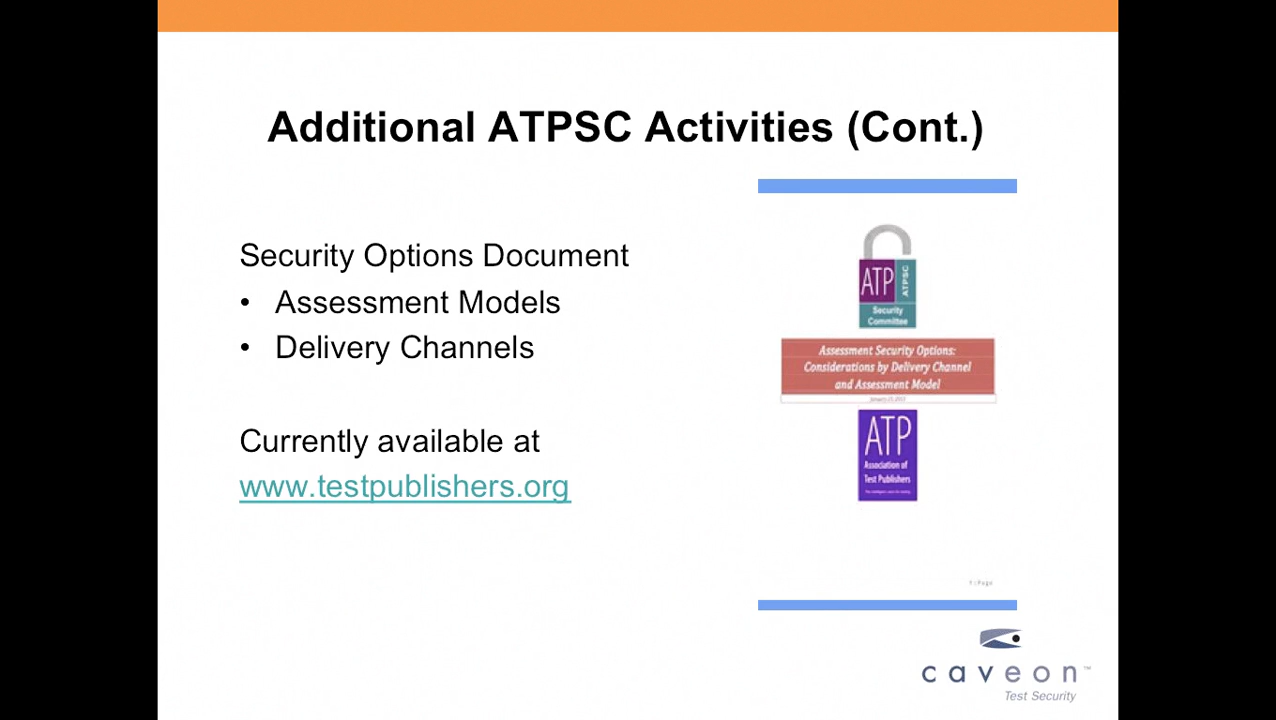 Additional ATPSC Activities (Cont.)
Security Options Document
• Assessment Models
• Delivery Channels
Currently available at
www.testpublishers.org
ATP
ATPSC
Security
Committee
Assessment Security Options:
Considerations by Delivery Channel
and Assessment Model
ATP
Association of
Test Publishers
caveon™
Test Security